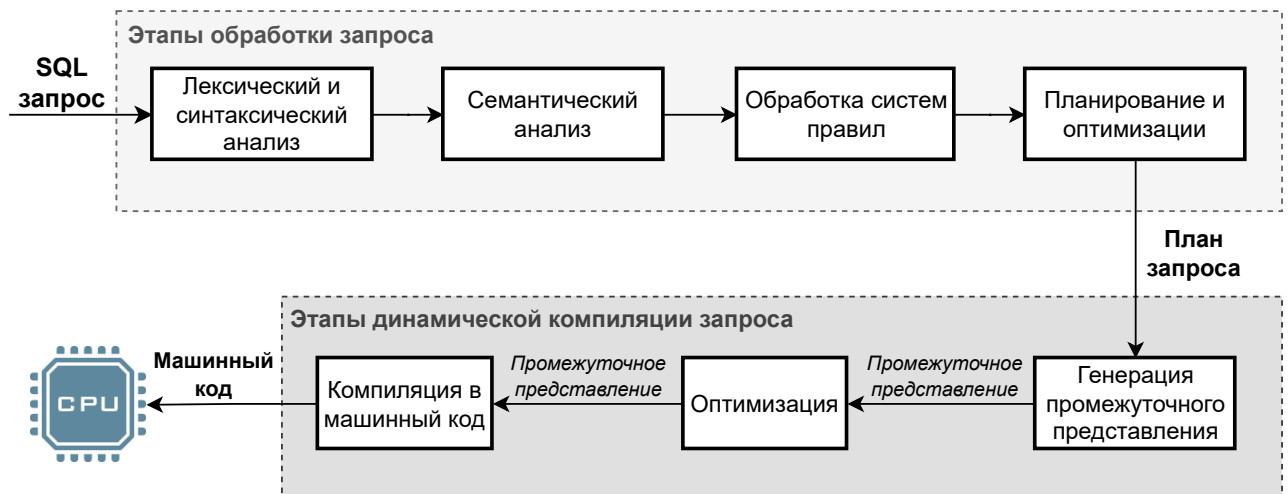 Этапы обработки запроса
SQL
запрос
Лексический и
синтаксический
анализ
Семантический
анализ
Обработка систем
правил
Планирование и
оптимизации
План
запроса
Этапы динамической компиляции запроса
Генерация
промежуточного
представления
Промежуточное
представление
Оптимизация
Промежуточное
представление
Компиляция в
машинный код
Машинный
код
CPU